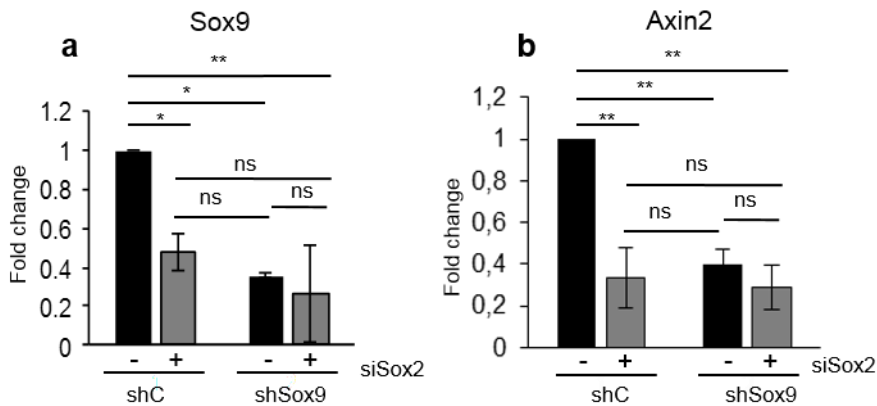 Sox9
a
**
*
*
ns
ns
ns
Fold change
1.2
1
0.8
0.6
0.4
0.2
0
- + - +
siSox2
shC shSox9
Axin2
b
**
**
**
ns
ns
ns
Fold change
1,2
1
0,8
0,6
0,4
0,2
0
- + - +
siSox2
shC shSox9